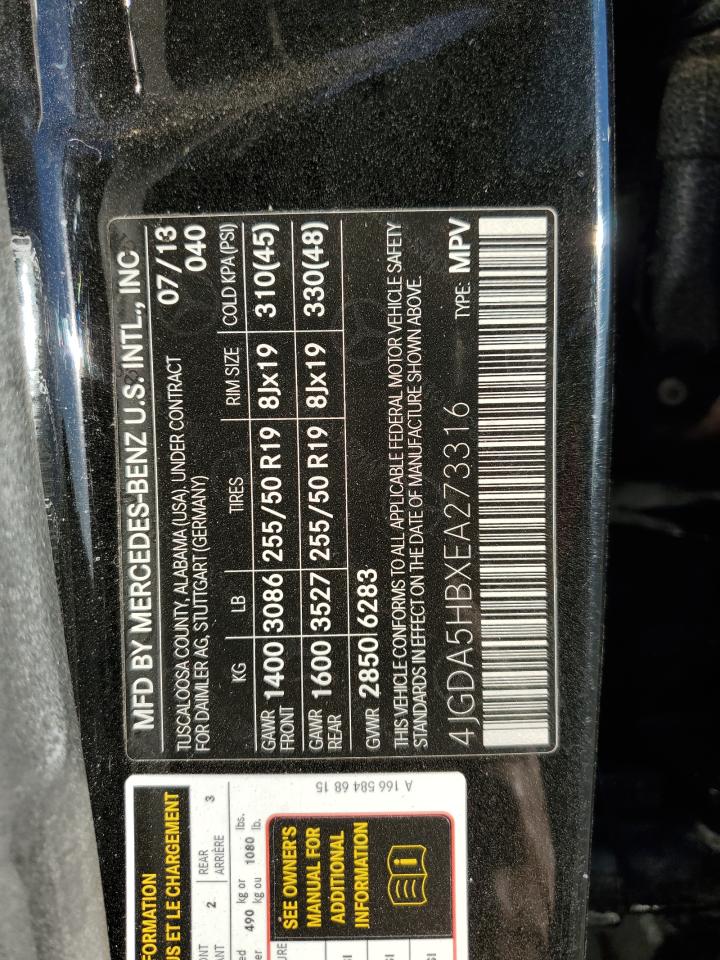 MFD BY MERCEDES-BENZ U.S. INTL., INC
TUSCALOOSA COUNTY, ALABAMA (USA), UNDER CONTRACT 07/13
FOR DAIMLER AG, STUTTGART (GERMANY) 040
KG LB TIRES RIM SIZE COLD KPA(PSI)
GAWR FRONT 1400 3086 255/50 R19 8Jx19 310(45)
GAWR REAR 1600 3527 255/50 R19 8Jx19 330(48)
GVWR 2850 6283
THIS VEHICLE CONFORMS TO ALL APPLICABLE FEDERAL MOTOR VEHICLE SAFETY
STANDARDS IN EFFECT ON THE DATE OF MANUFACTURE SHOWN ABOVE.
4JGDA5HBXEA273316 TYPE: MPV
A 166 584 68 15
FORMATION
US ET LE CHARGEMENT
2 REAR 3
ARRIÈRE
490 kg or 1080 lbs.
kg ou lb.
SEE OWNER'S
MANUAL FOR
ADDITIONAL
INFORMATION